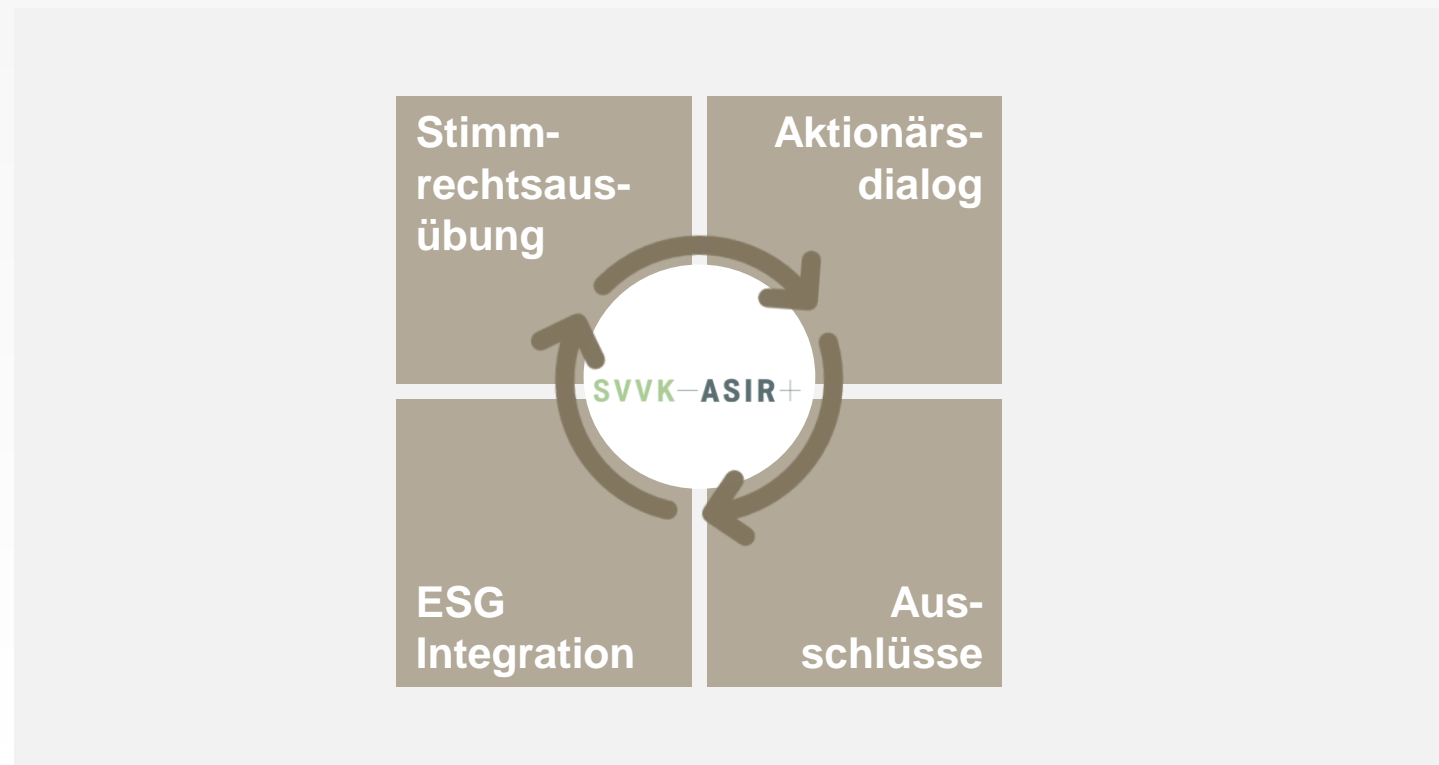 Stimm-
rechtsaus-
übung
Aktionärs-
dialog
SVVK—ASIR+
ESG
Integration
Aus-
schlüsse